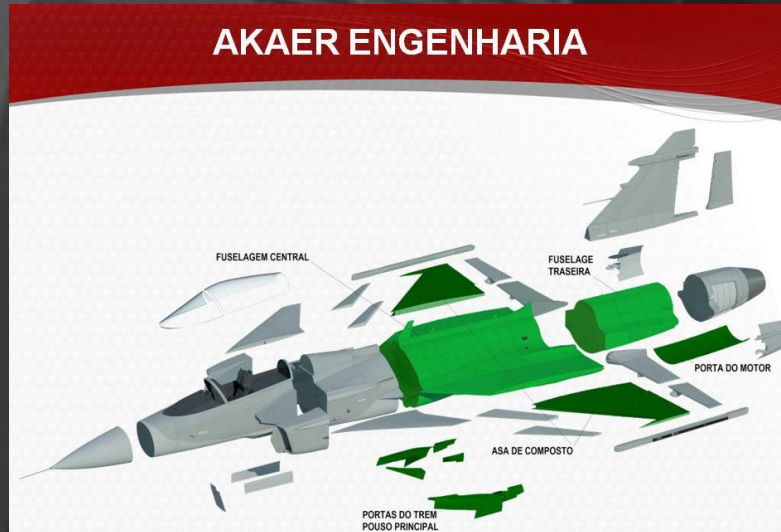 AKAER ENGENHARIA
FUSELAGEM CENTRAL
FUSELAGE
TRASEIRA
PORTA DO MOTOR
ASA DE COMPOSTO
PORTAS DO TREM
POUSO PRINCIPAL